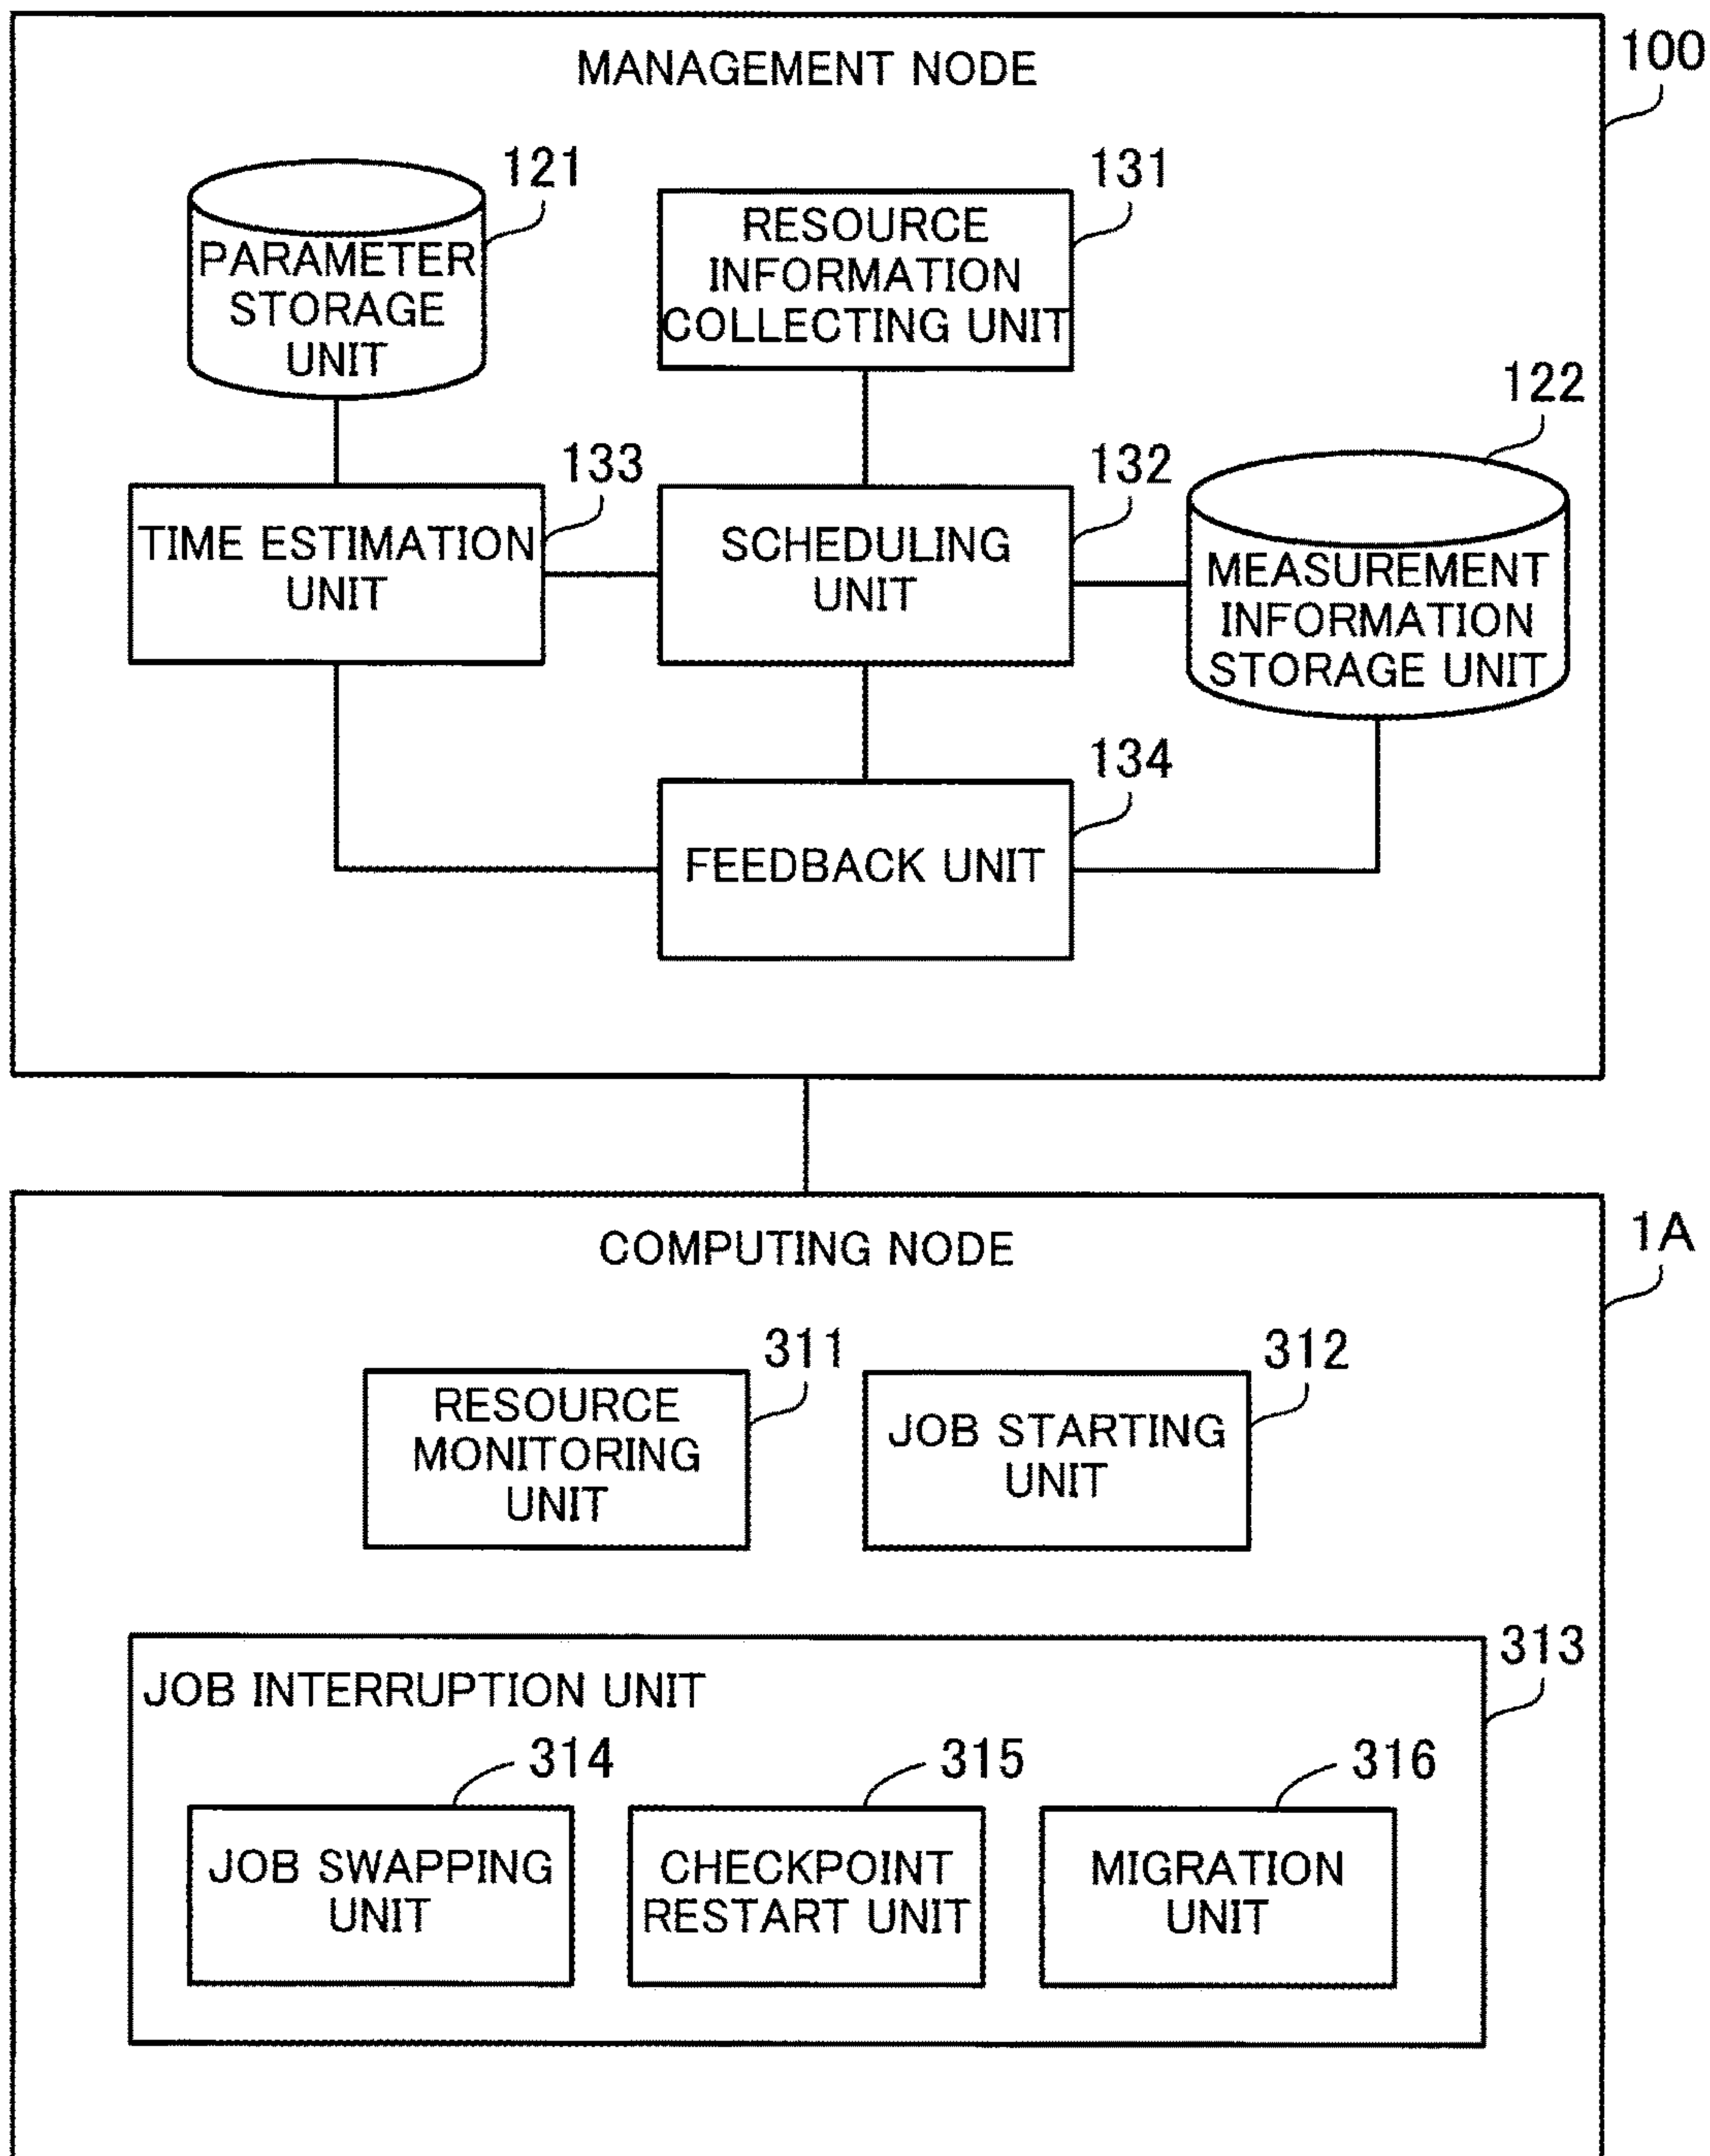 MANAGEMENT NODE
100
121
131
PARAMETER
STORAGE
UNIT
RESOURCE
INFORMATION
COLLECTING UNIT
122
133
132
TIME ESTIMATION
UNIT
SCHEDULING
UNIT
MEASUREMENT
INFORMATION
STORAGE UNIT
134
FEEDBACK UNIT
COMPUTING NODE
1A
311
312
RESOURCE
MONITORING
UNIT
JOB STARTING
UNIT
313
JOB INTERRUPTION UNIT
314
315
316
JOB SWAPPING
UNIT
CHECKPOINT
RESTART UNIT
MIGRATION
UNIT